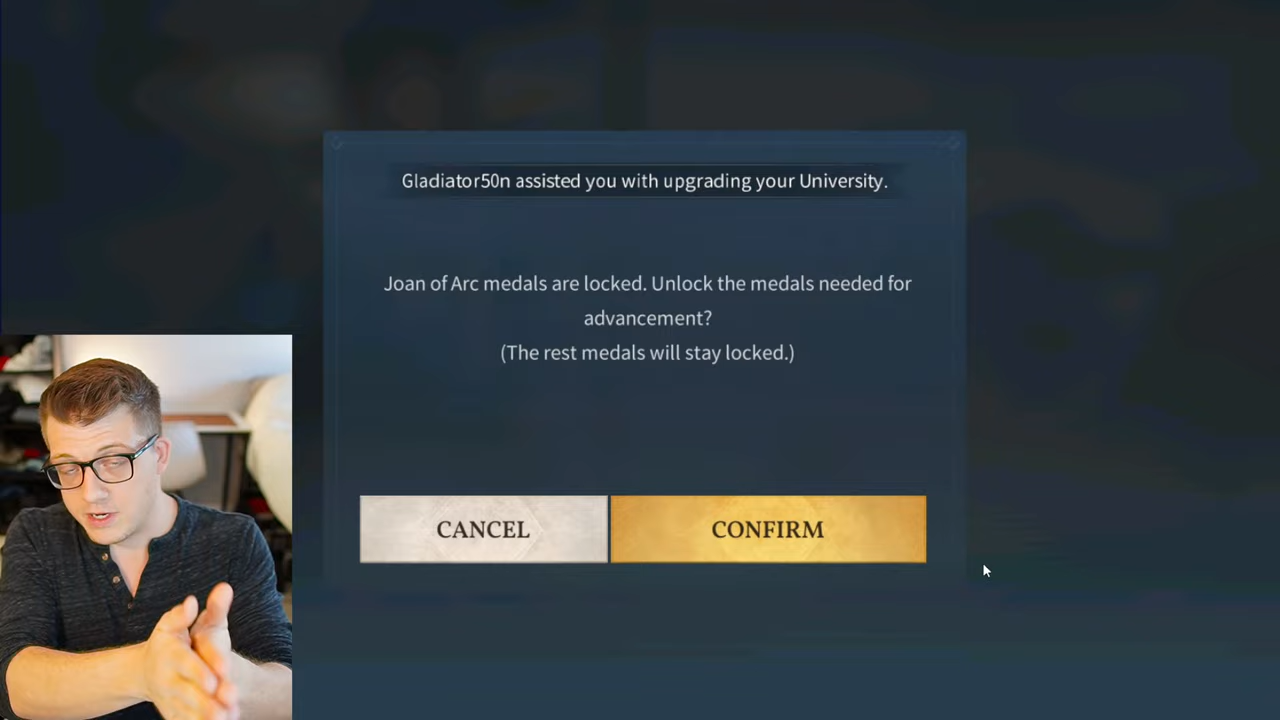 Gladiator50n assisted you with upgrading your University.
Joan of Arc medals are locked. Unlock the medals needed for
advancement?
(The rest medals will stay locked.)
CANCEL
CONFIRM